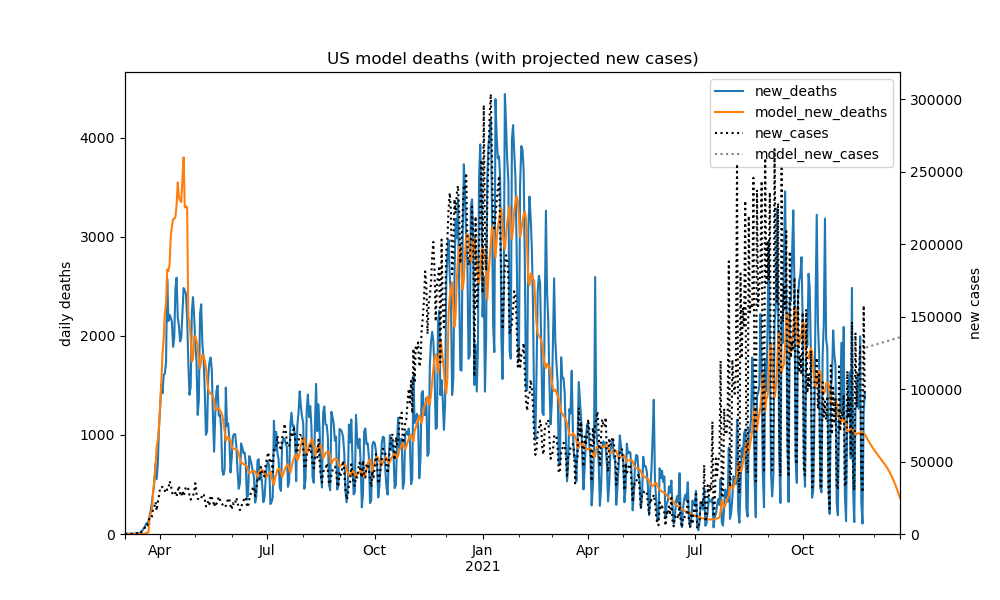 US model deaths (with projected new cases)
new_deaths
model_new_deaths
new_cases
model_new_cases
daily deaths
4000
3000
2000
1000
0
new cases
300000
250000
200000
150000
100000
50000
0
Apr
Jul
Oct
Jan
2021
Apr
Jul
Oct